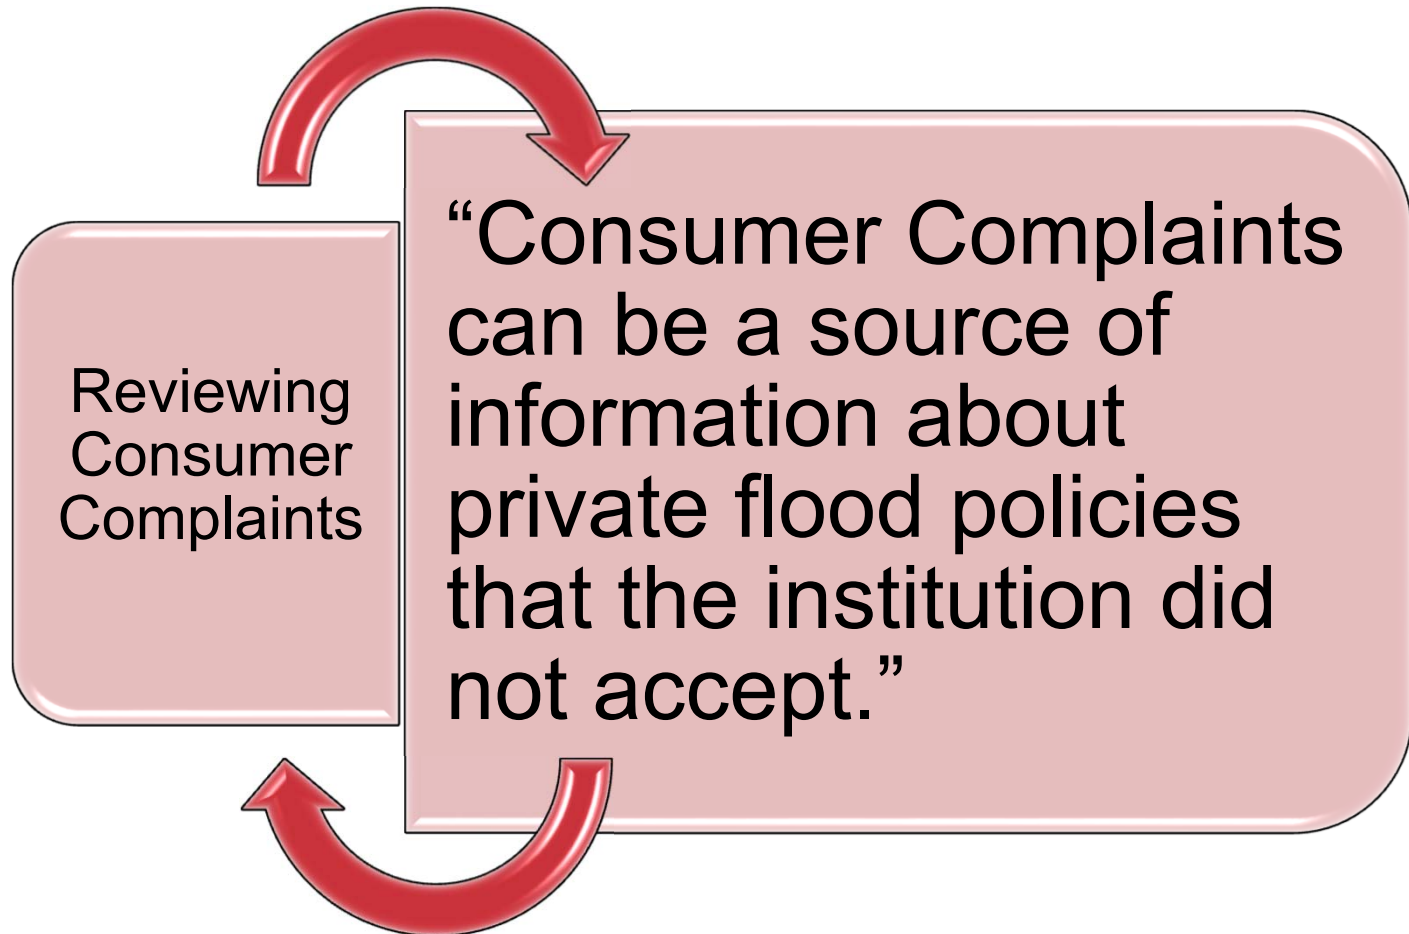 Reviewing
Consumer
Complaints
“Consumer Complaints
can be a source of
information about
private flood policies
that the institution did
not accept.”